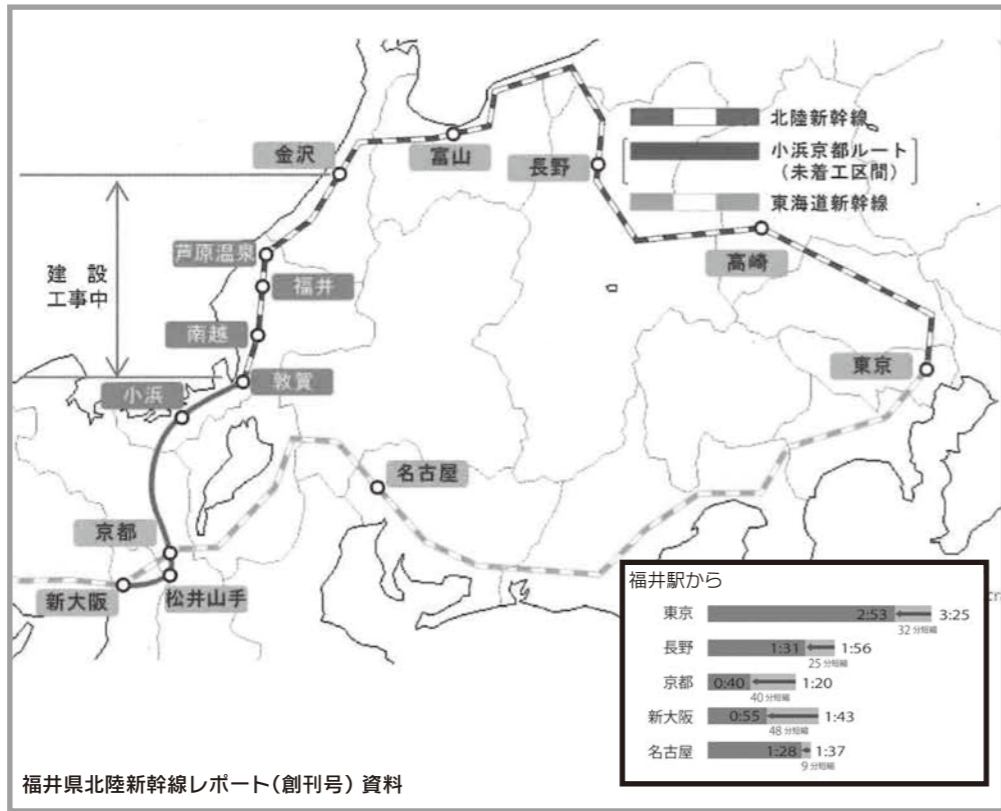 北陸新幹線
小浜京都ルート
(未着工区間)
東海道新幹線
金沢
富山
長野
高崎
東京
芦原温泉
福井
南越
敦賀
小浜
建設
工事中
名古屋
京都
新大阪
松井山手
福井駅から
東京 2:53 3:25
32分短縮
長野 1:31 1:56
25分短縮
京都 0:40 1:20
40分短縮
新大阪 0:55 1:43
48分短縮
名古屋 1:28 1:37
9分短縮
福井県北陸新幹線レポート(創刊号) 資料